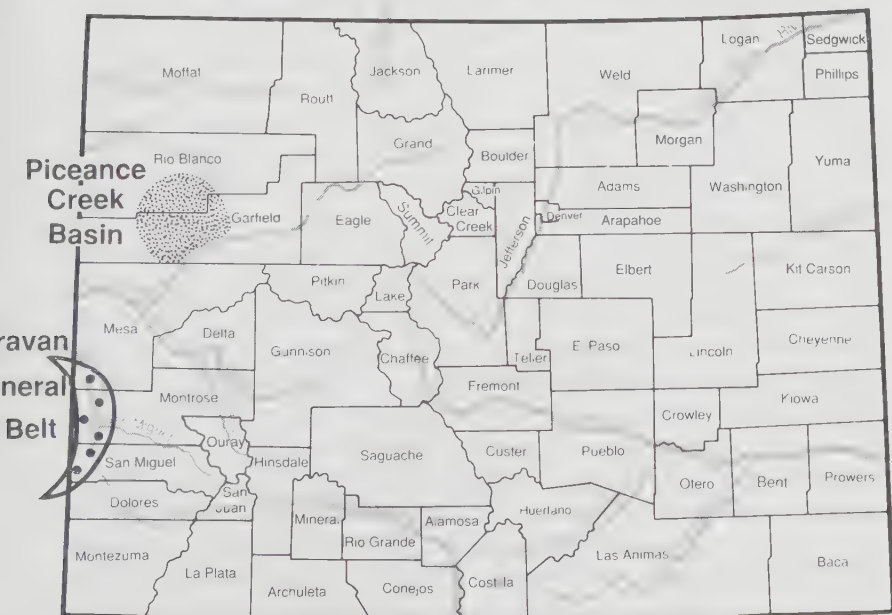 Logan
Sedgwick
Moffat
Jackson
Larimer
Weld
Phillips
Routt
Grand
Morgan
Rio Blanco
Boulder
Yuma
Piceance
Creek
Basin
Gilpin
Adams
Washington
Garfield
Eagle
Summit
Clear
Creek
Denver
Arapahoe
Jefferson
Pitkin
Lake
Park
Douglas
Elbert
Kit Carson
Mesa
Delta
Gunnison
Chaffee
Teller
El Paso
Lincoln
Cheyenne
ravan
neral
Belt
Montrose
Fremont
Crowley
Kiowa
Ouray
San Miguel
Hinsdale
Saguache
Custer
Pueblo
Otero
Bent
Prowers
Dolores
San
Juan
Mineral
Rio Grande
Alamosa
Huerfano
Montezuma
La Plata
Archuleta
Conejos
Costilla
Las Animas
Baca